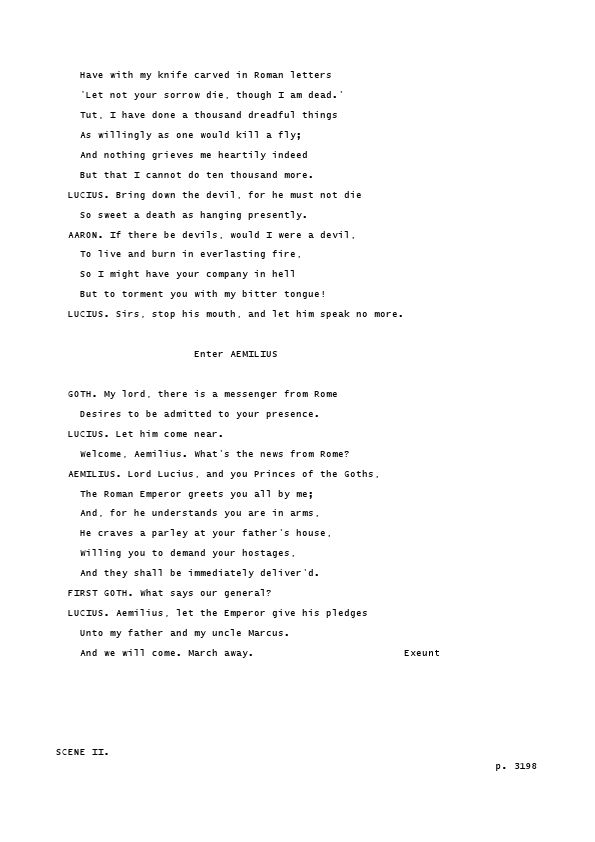 Have with my knife carved in Roman letters
'Let not your sorrow die, though I am dead.'
Tut, I have done a thousand dreadful things
As willingly as one would kill a fly;
And nothing grieves me heartily indeed
But that I cannot do ten thousand more.
LUCIUS. Bring down the devil, for he must not die
So sweet a death as hanging presently.
AARON. If there be devils, would I were a devil,
To live and burn in everlasting fire,
So I might have your company in hell
But to torment you with my bitter tongue!
LUCIUS. Sirs, stop his mouth, and let him speak no more.
Enter AEMILIUS
GOTH. My lord, there is a messenger from Rome
Desires to be admitted to your presence.
LUCIUS. Let him come near.
Welcome, Aemilius. What's the news from Rome?
AEMILIUS. Lord Lucius, and you Princes of the Goths,
The Roman Emperor greets you all by me;
And, for he understands you are in arms,
He craves a parley at your father's house,
Willing you to demand your hostages,
And they shall be immediately deliver'd.
FIRST GOTH. What says our general?
LUCIUS. Aemilius, let the Emperor give his pledges
Unto my father and my uncle Marcus.
And we will come. March away. Exeunt
SCENE II.
p. 3198